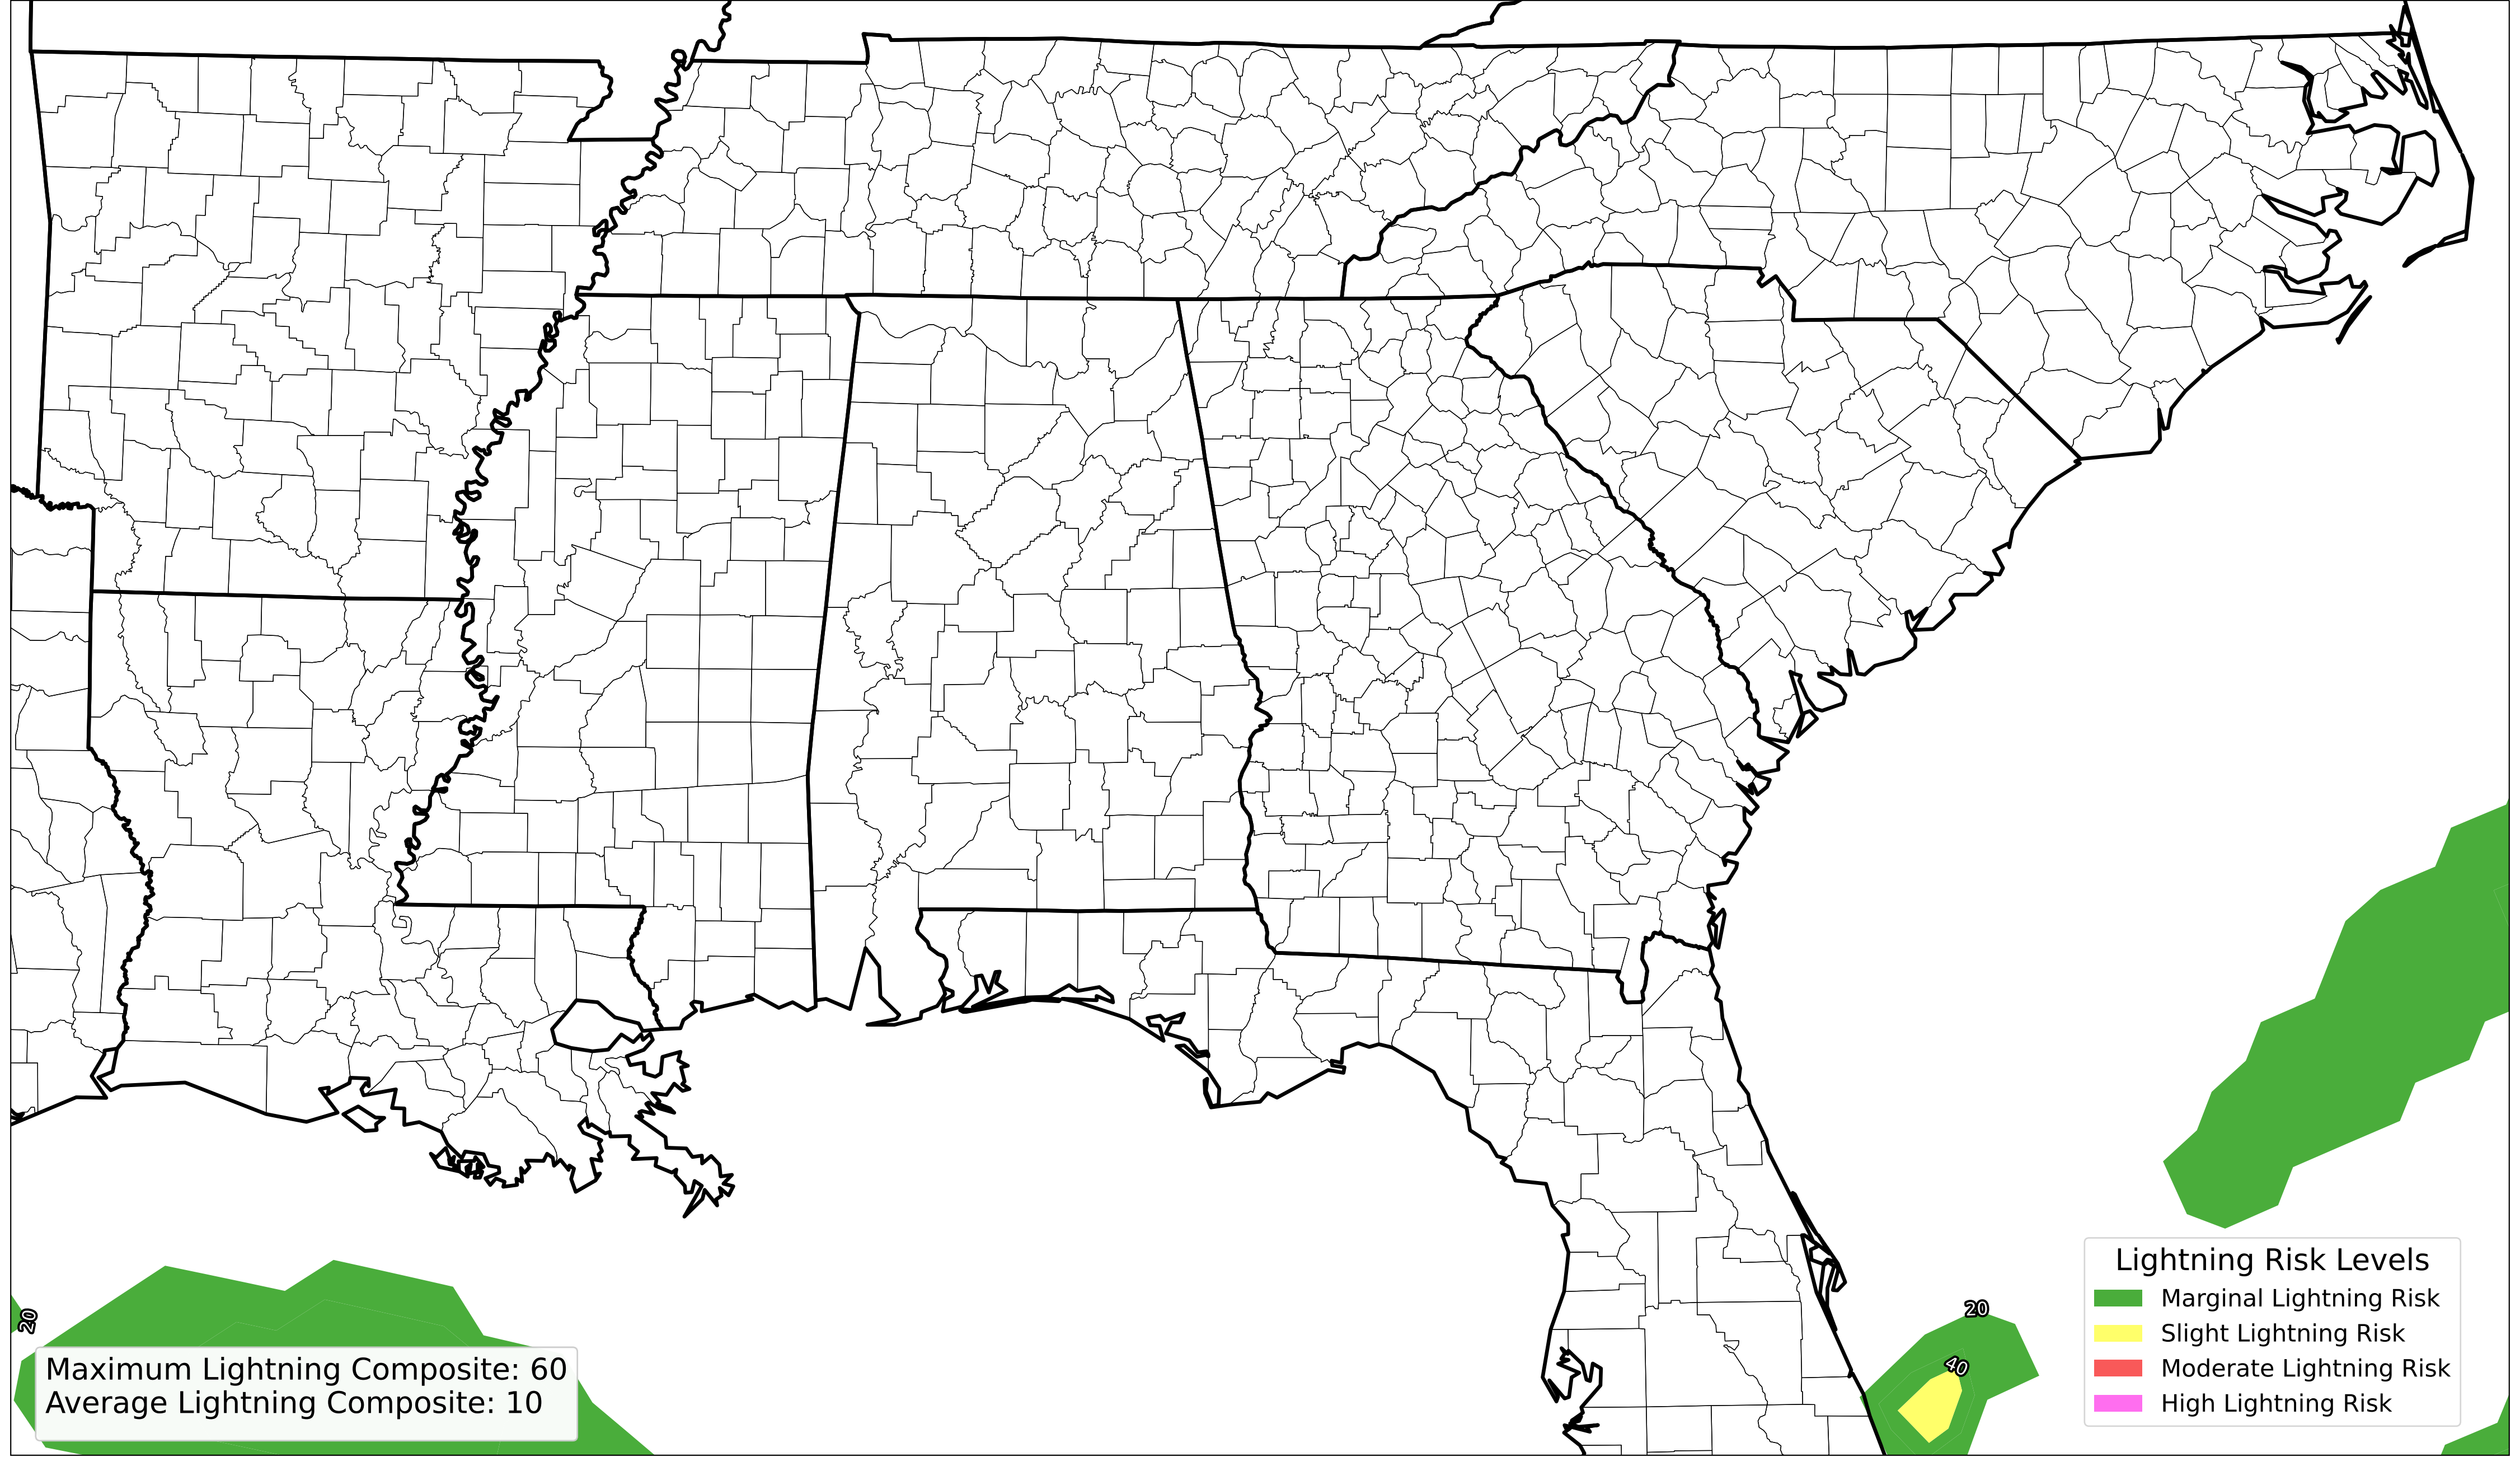 20
20
40
Maximum Lightning Composite: 60
Average Lightning Composite: 10
Lightning Risk Levels
Marginal Lightning Risk
Slight Lightning Risk
Moderate Lightning Risk
High Lightning Risk